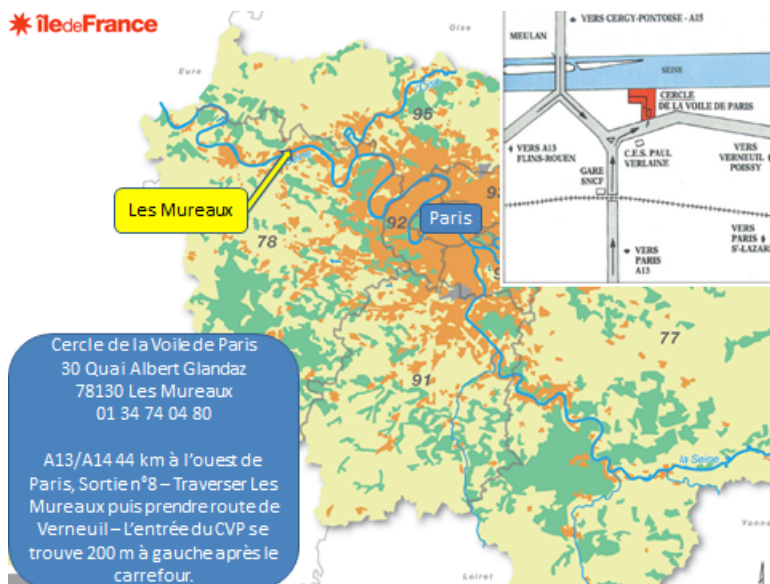 îledeFrance
Oise
Eure
l'Oise
95
Les Mureaux
93
92
Paris
78
77
91
la Seine
Yonne
Loiret
VERS CERGY-PONTOISE - A15
MEULAN
SEINE
CERCLE
DE LA VOILE DE PARIS
VERS A13
FLINS-ROUEN
C.E.S. PAUL
VERLAINE
VERS
VERNEUIL
POISSY
GARE
SNCF
VERS
PARIS
A13
VERS
PARIS
St-LAZARE
Cercle de la Voile de Paris
30 Quai Albert Glandaz
78130 Les Mureaux
01 34 74 04 80
A13/A14 44 km à l'ouest de
Paris, Sortie n°8 – Traverser Les
Mureaux puis prendre route de
Verneuil – L'entrée du CVP se
trouve 200 m à gauche après le
carrefour.